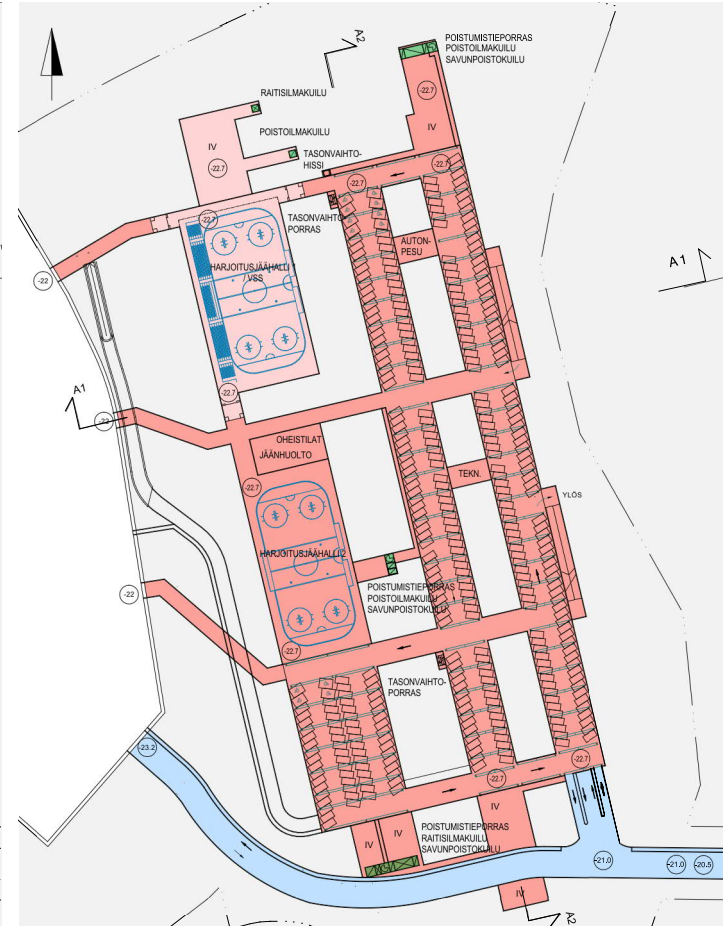 A2
POISTUMISTIEPORRAS
POISTOILMAKUILU
SAVUNPOISTOKUILU
-22.7
RAITISILMAKUILU
IV
POISTOILMAKUILU
IV
TASONVAIHTO-
HISSI
-22.7
-22.7
-22.7
-22.7
TASONVAIHTO-
PORRAS
AUTON-
PESU
A1
HARJOITUSJÄÄHALLI 1
/ VSS
-22
A1
-22
-22.7
OHEISTILAT
JÄÄNHUOLTO
-22.7
TEKN.
YLÖS
HARJOITUSJÄÄHALLI 2
-22
POISTUMISTIEPORRAS
POISTOILMAKUILU
SAVUNPOISTOKUILU
-22.7
TASONVAIHTO-
PORRAS
-23.2
-22.7
-22.7
IV
IV
IV
POISTUMISTIEPORRAS
RAITISILMAKUILU
SAVUNPOISTOKUILU
-21.0
-21.0
-20.5
IV
A2